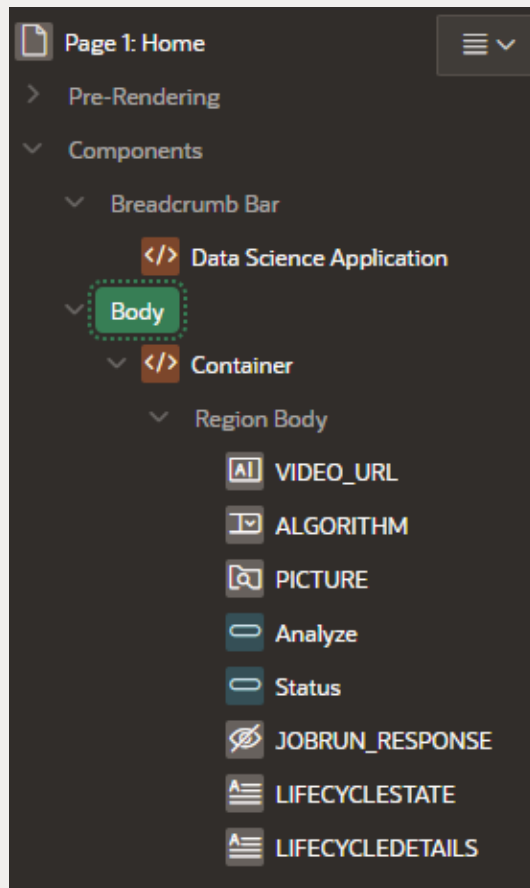 Page 1: Home
Pre-Rendering
Components
Breadcrumb Bar
</> Data Science Application
Body
</> Container
Region Body
AI VIDEO_URL
ALGORITHM
PICTURE
Analyze
Status
JOBRUN_RESPONSE
A LIFECYCLESTATE
A LIFECYCLEDETAILS